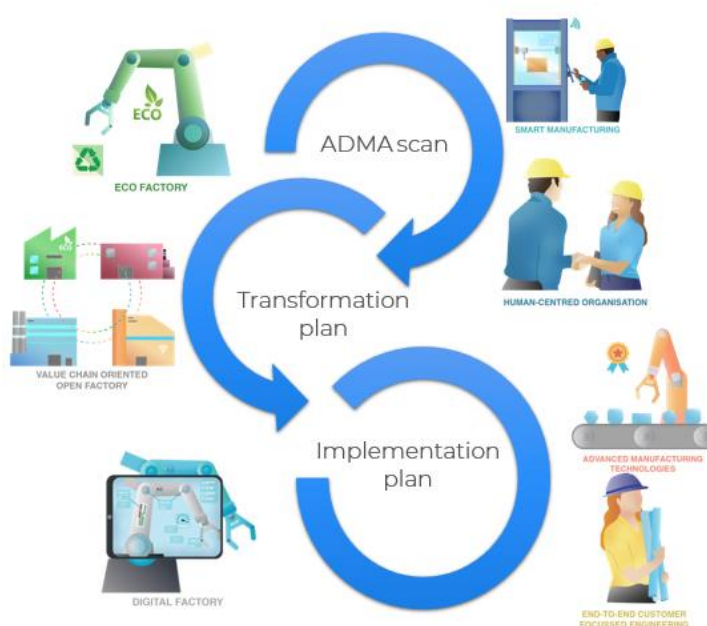 ECO
ECO FACTORY
ADMA scan
SMART MANUFACTURING
ECO
VALUE CHAIN ORIENTED
OPEN FACTORY
Transformation
plan
HUMAN-CENTRED ORGANISATION
Implementation
plan
ADVANCED MANUFACTURING
TECHNOLOGIES
DIGITAL FACTORY
END-TO-END CUSTOMER
FOCUSSED ENGINEERING